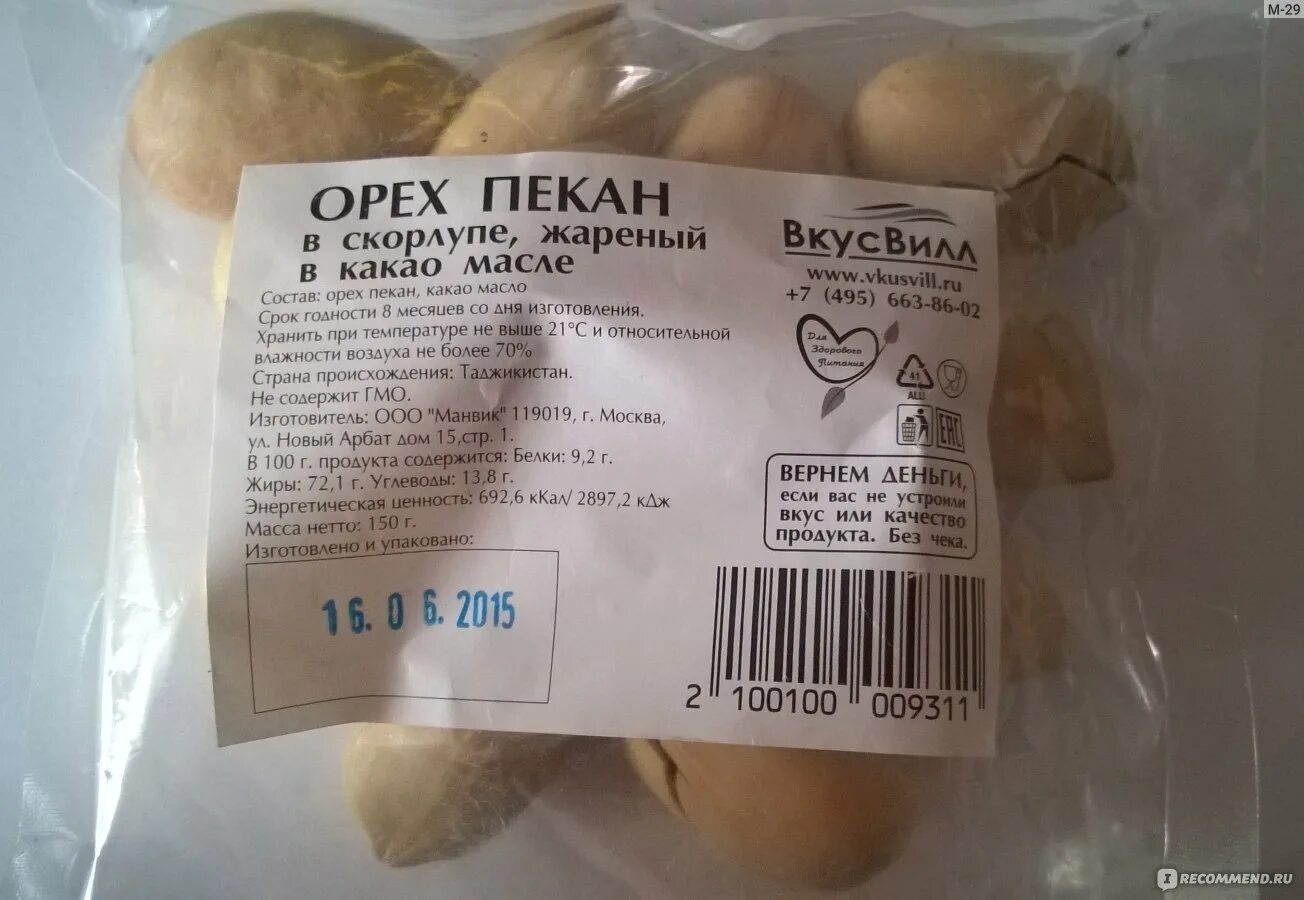 М-29
ОРЕХ ПЕКАН
в скорлупе, жареный
в какао масле
Состав: орех пекан, какао масло
Срок годности 8 месяцев со дня изготовления.
Хранить при температуре не выше 21°С и относительной
влажности воздуха не более 70%
Страна происхождения: Таджикистан.
Не содержит ГМО.
Изготовитель: ООО "Манвик" 119019, г. Москва,
ул. Новый Арбат дом 15,стр. 1.
В 100 г. продукта содержится: Белки: 9,2 г.
Жиры: 72,1 г. Углеводы: 13,8 г.
Энергетическая ценность: 692,6 кКал/ 2897,2 кДж
Масса нетто: 150 г.
Изготовлено и упаковано:
16.06.2015
ВкусВилл
www.vkusvill.ru
+7 (495) 663-86-02
Для
Здорового
Питания
41
ALU
EAC
ВЕРНЕМ ДЕНЬГИ,
если вас не устроили
вкус или качество
продукта. Без чека.
2 100100 009311
IRECOMMEND.RU